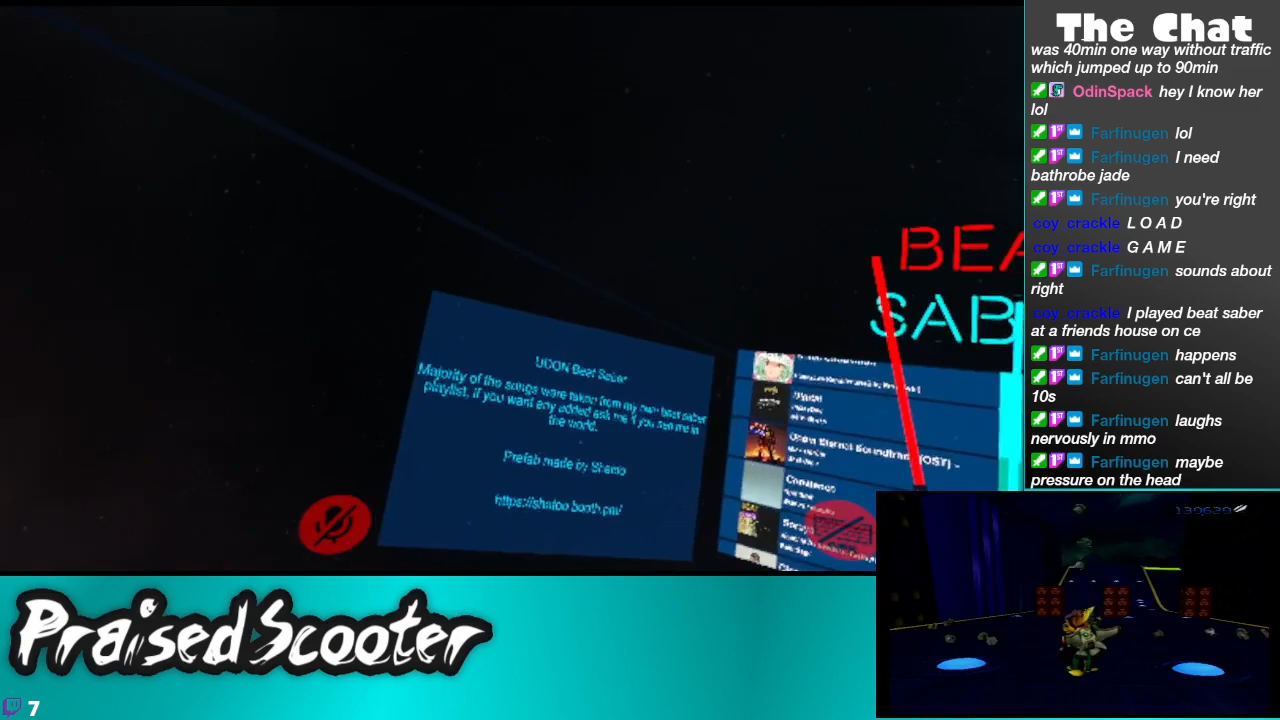 The Chat
was 40min one way without traffic
which jumped up to 90min
OdinSpack hey I know her
lol
Farfinugen lol
Farfinugen I need
bathrobe jade
Farfinugen you're right
coy_crackle L O A D
coy_crackle G A M E
Farfinugen sounds about
right
coy_crackle I played beat saber
at a friends house on ce
Farfinugen happens
Farfinugen can't all be
10s
Farfinugen laughs
nervously in mmo
Farfinugen maybe
pressure on the head
BEA
SAB
UDON Beat Saber
Majority of the songs were taken from my own beat saber
playlist, if you want any added ask me if you see me in
the world.
Prefab made by Shatoo
https://shatoo.booth.pm/
Doom Eternal Soundtrack (OST) -
139629
PraisedScooter
7